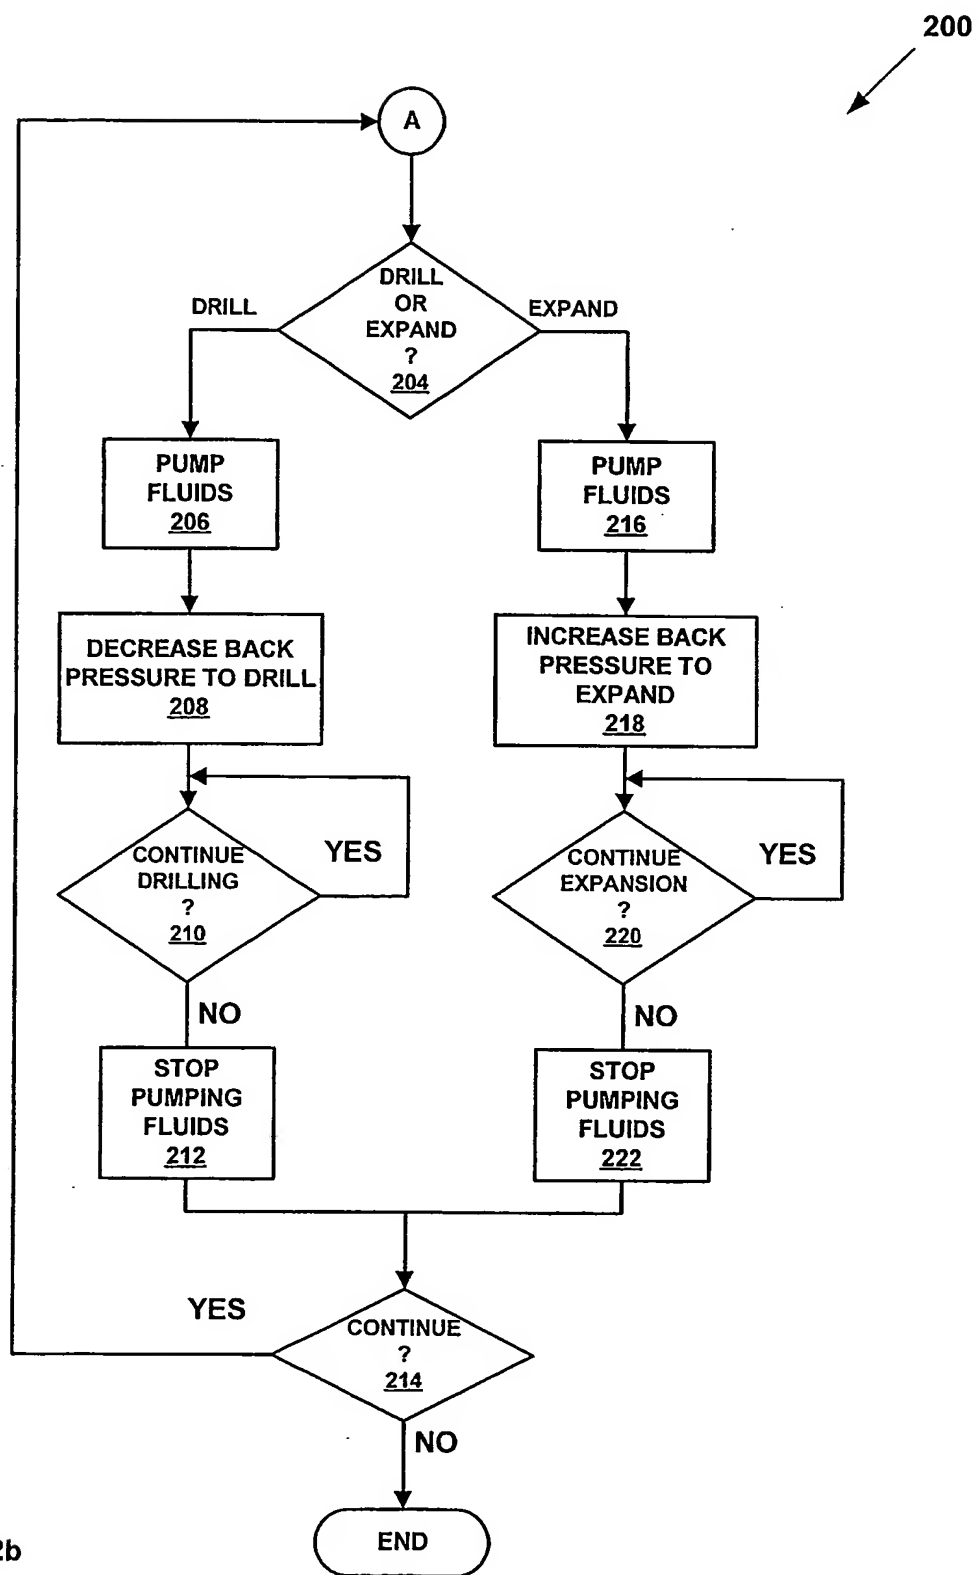 200
A
DRILL
OR
EXPAND
?
204
DRILL
EXPAND
PUMP
FLUIDS
206
PUMP
FLUIDS
216
DECREASE BACK
PRESSURE TO DRILL
208
INCREASE BACK
PRESSURE TO
EXPAND
218
CONTINUE
DRILLING
?
210
YES
CONTINUE
EXPANSION
?
220
YES
NO
NO
STOP
PUMPING
FLUIDS
212
STOP
PUMPING
FLUIDS
222
YES
CONTINUE
?
214
NO
END
2b